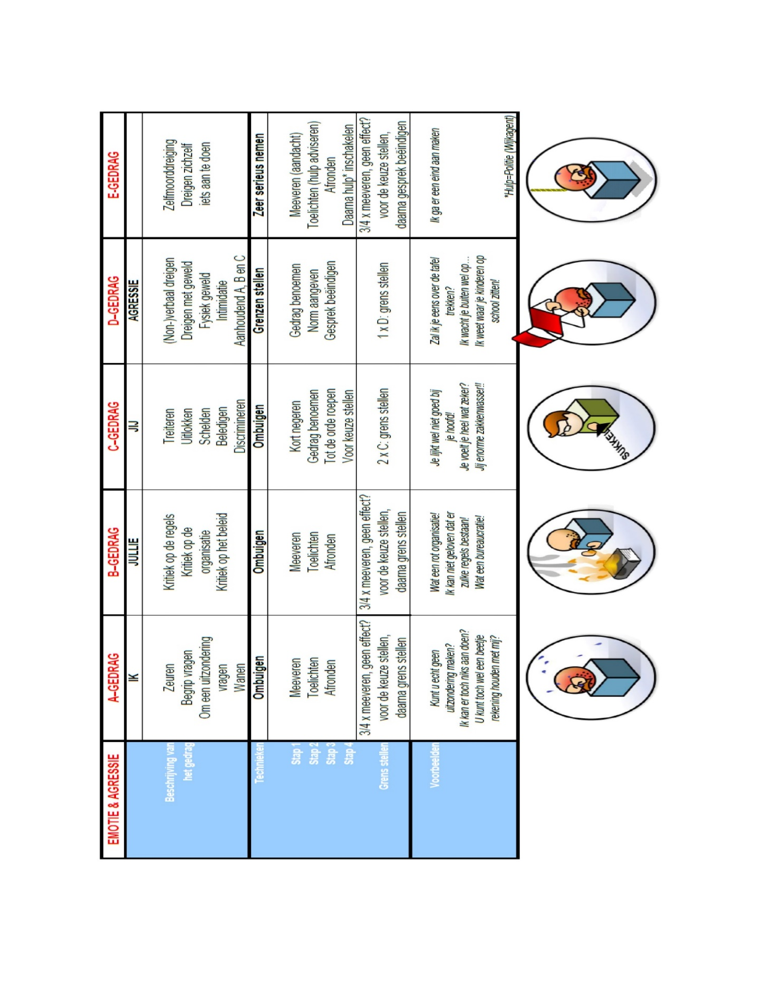 EMOTIE & AGRESSIE
A–GEDRAG
B–GEDRAG
C–GEDRAG
D–GEDRAG
E-GEDRAG
IK
JULLIE
JIJ
AGRESSIE
Beschrijving van
het gedrag
Zeuren
Begrip vragen
Om een uitzondering
vragen
Wanen
Kritiek op de regels
Kritiek op de
organisatie
Kritiek op het beleid
Treiteren
Uitlokken
Schelden
Beledigen
Discrimineren
(Non-)verbaal dreigen
Dreigen met geweld
Fysiek geweld
Intimidatie
Aanhoudend A, B en C
Zelfmoorddreiging
Dreigen zichzelf
iets aan te doen
Technieken
Ombuigen
Ombuigen
Ombuigen
Grenzen stellen
Zeer serieus nemen
Stap 1
Stap 2
Stap 3
Stap 4
Meeveren
Toelichten
Afronden
Meeveren
Toelichten
Afronden
Kort negeren
Gedrag benoemen
Tot de orde roepen
Voor keuze stellen
Gedrag benoemen
Norm aangeven
Gesprek beëindigen
Meeveren (aandacht)
Toelichten (hulp adviseren)
Afronden
Daarna hulp* inschakelen
Grens stellen
3/4 x meeveren, geen effect?
voor de keuze stellen,
daarna grens stellen
3/4 x meeveren, geen effect?
voor de keuze stellen,
daarna grens stellen
2 x C: grens stellen
1 x D: grens stellen
3/4 x meeveren, geen effect?
voor de keuze stellen,
daarna gesprek beëindigen
Voorbeelden
Kunt u echt geen
uitzondering maken?
Ik kan er toch niks aan doen?
U kunt toch wel een beetje
rekening houden met mij?
Wat een rot organisatie!
Ik kan niet geloven dat er
zulke regels bestaan!
Wat een bureaucratie!
Je lijkt wel niet goed bij
je hoofd!
Je voelt je heel wat zeker?
Jij enorme zakkenwasser!!
Zal ik je eens over de tafel
trekken?
Ik wacht je buiten wel op…
Ik weet waar je kinderen op
school zitten!
Ik ga er een eind aan maken
*Hulp=Politie (Wijkagent)
SUKKEL